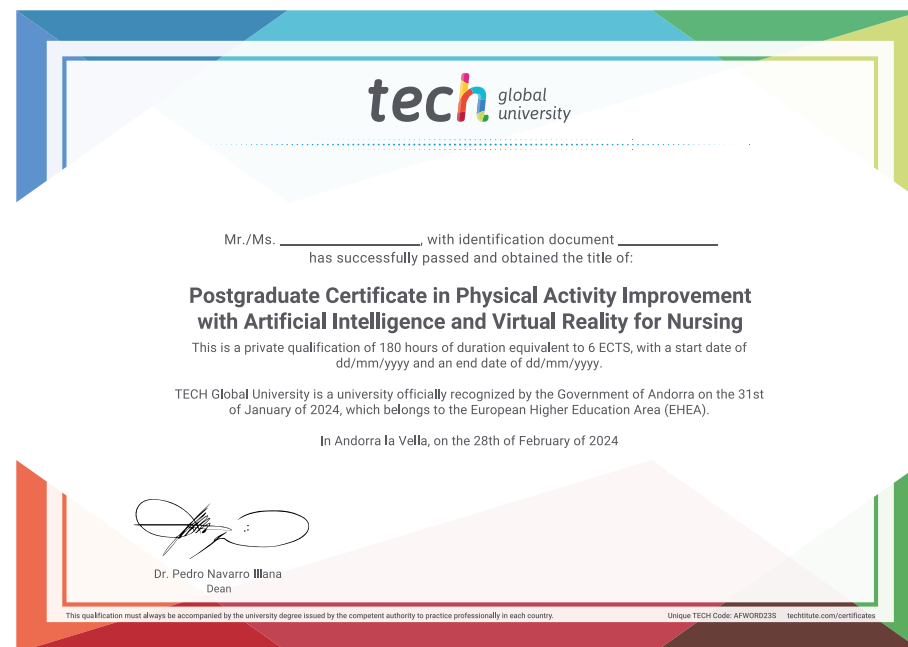 tech global
university
Mr./Ms. ____________________, with identification document ______________
has successfully passed and obtained the title of:
Postgraduate Certificate in Physical Activity Improvement
with Artificial Intelligence and Virtual Reality for Nursing
This is a private qualification of 180 hours of duration equivalent to 6 ECTS, with a start date of
dd/mm/yyyy and an end date of dd/mm/yyyy.
TECH Global University is a university officially recognized by the Government of Andorra on the 31st
of January of 2024, which belongs to the European Higher Education Area (EHEA).
In Andorra la Vella, on the 28th of February of 2024
Dr. Pedro Navarro Illana
Dean
This qualification must always be accompanied by the university degree issued by the competent authority to practice professionally in each country.
Unique TECH Code: AFWORD23S techtitute.com/certificates